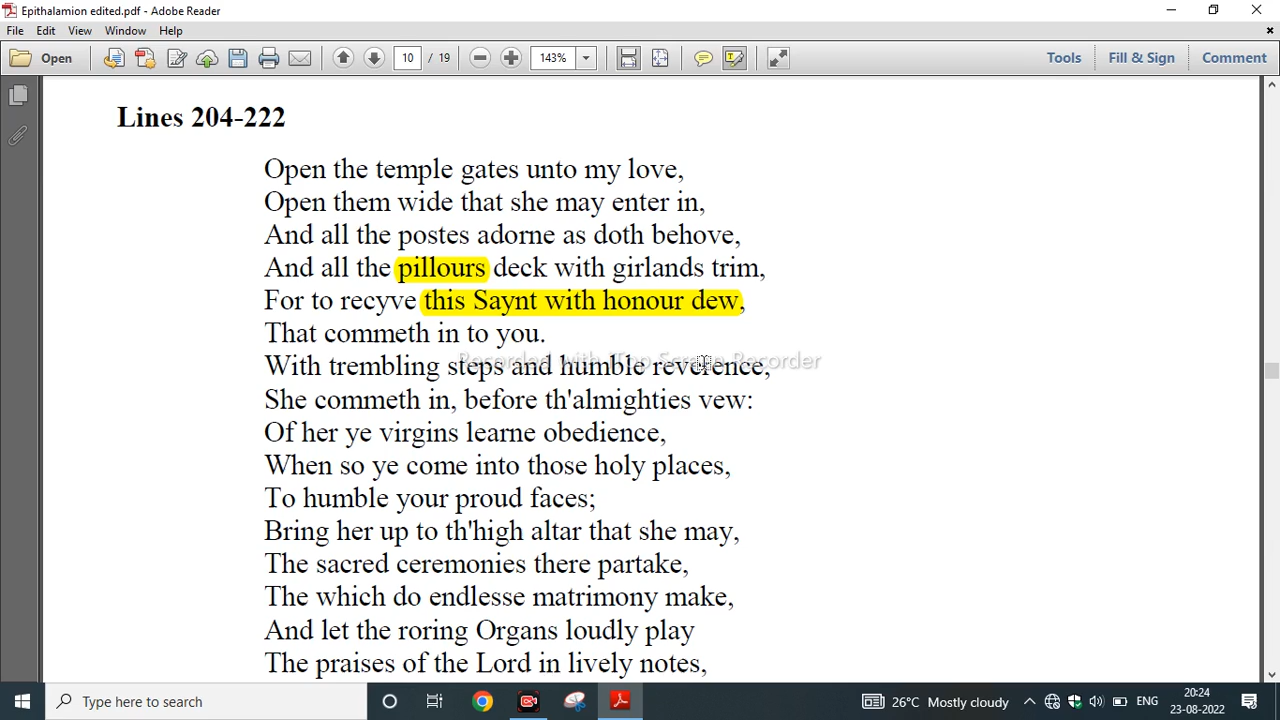 Epithalamion edited.pdf - Adobe Reader
File Edit View Window Help
Open 10 / 19 143% Tools Fill & Sign Comment
Lines 204-222
Open the temple gates unto my love,
Open them wide that she may enter in,
And all the postes adorne as doth behove,
And all the pillours deck with girlands trim,
For to recyve this Saynt with honour dew,
That commeth in to you.
Recorded with iTop Screen Recorder
With trembling steps and humble reverence,
She commeth in, before th'almighties vew:
Of her ye virgins learne obedience,
When so ye come into those holy places,
To humble your proud faces;
Bring her up to th'high altar that she may,
The sacred ceremonies there partake,
The which do endlesse matrimony make,
And let the roring Organs loudly play
The praises of the Lord in lively notes,
Type here to search 26°C Mostly cloudy ENG 20:24
23-08-2022